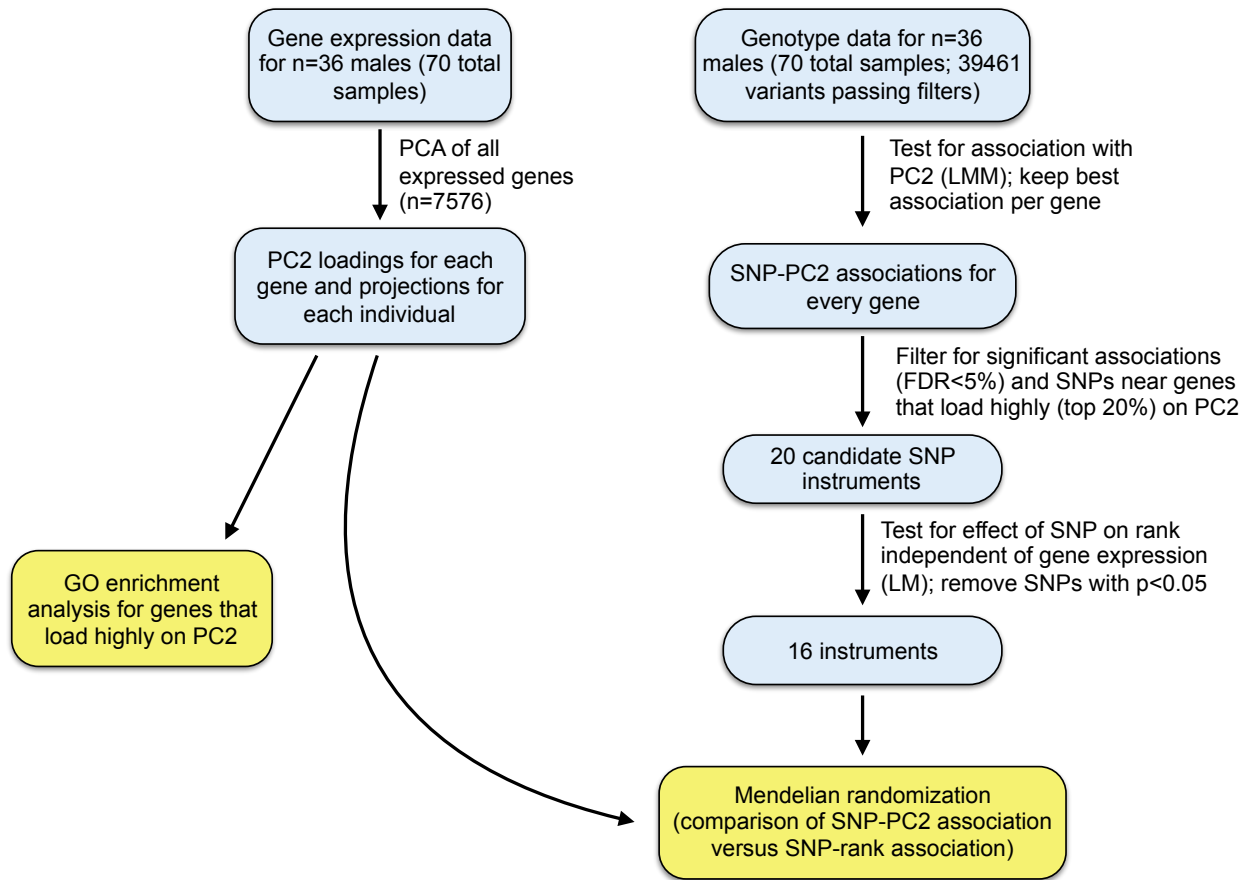 Gene expression data
for n=36 males (70 total
samples)
PCA of all
expressed genes
(n=7576)
PC2 loadings for each
gene and projections for
each individual
GO enrichment
analysis for genes that
load highly on PC2
Genotype data for n=36
males (70 total samples; 39461
variants passing filters)
Test for association with
PC2 (LMM); keep best
association per gene
SNP-PC2 associations for
every gene
Filter for significant associations
(FDR<5%) and SNPs near genes
that load highly (top 20%) on PC2
20 candidate SNP
instruments
Test for effect of SNP on rank
independent of gene expression
(LM); remove SNPs with p<0.05
16 instruments
Mendelian randomization
(comparison of SNP-PC2 association
versus SNP-rank association)